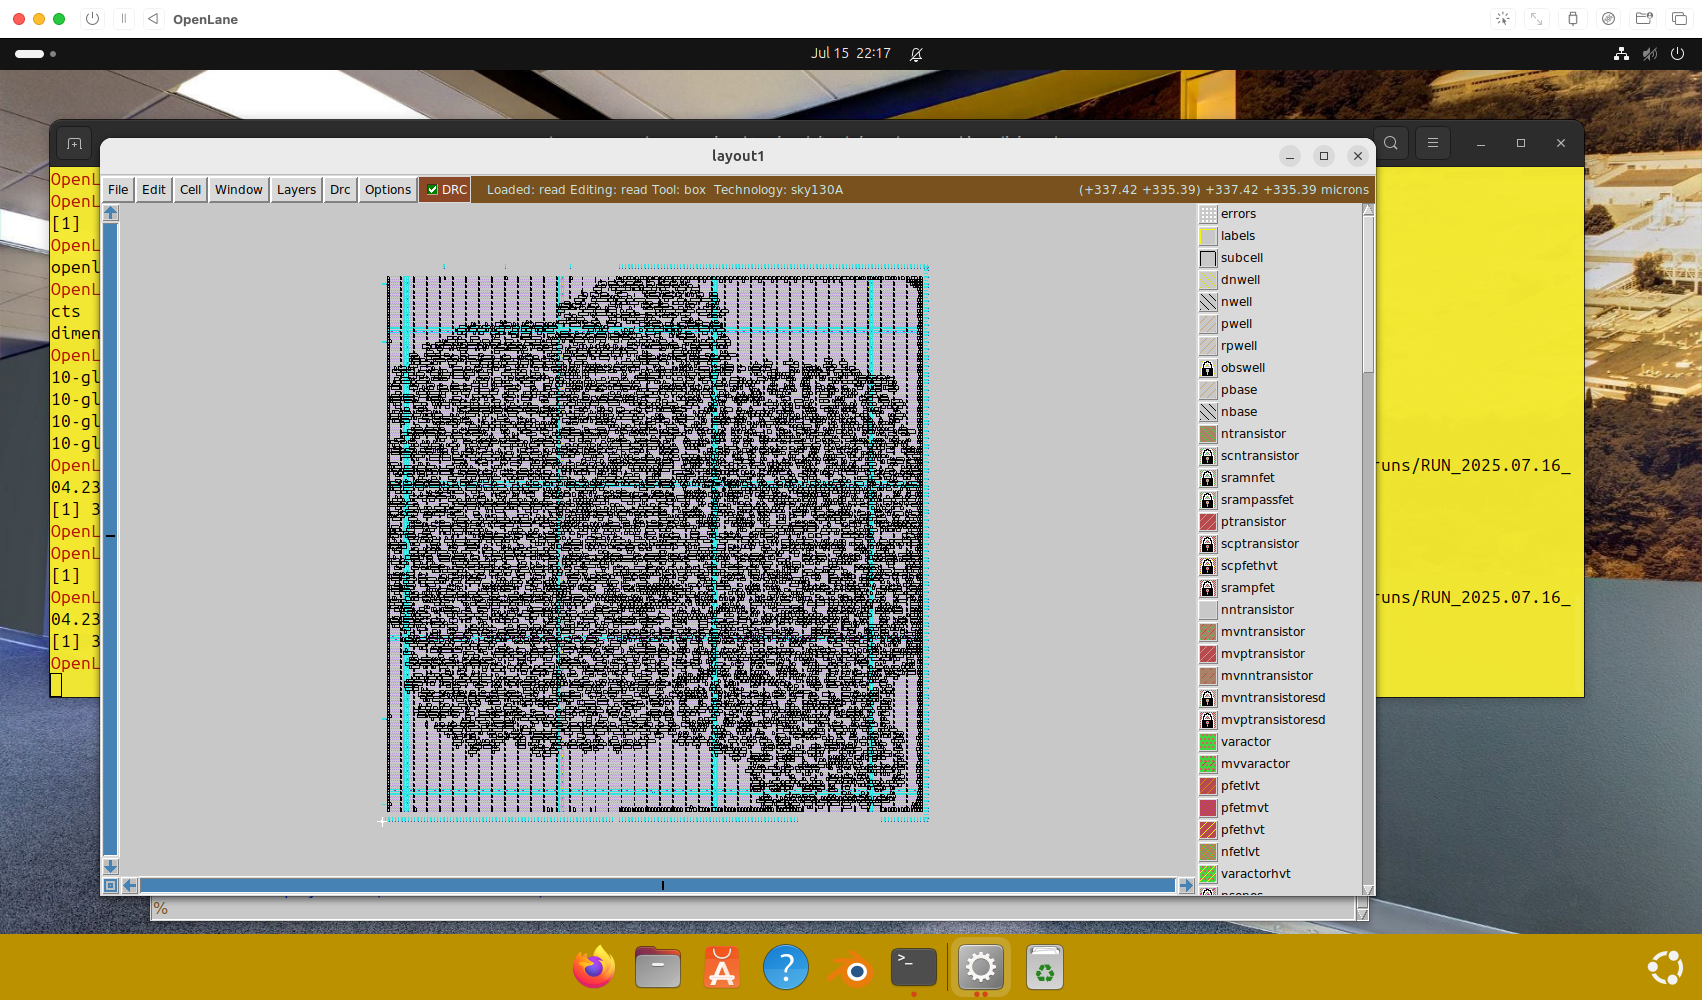 OpenLane
Jul 15 22:17
layout1
File Edit Cell Window Layers Drc Options DRC Loaded: read Editing: read Tool: box Technology: sky130A (+337.42 +335.39) +337.42 +335.39 microns
OpenL
OpenL
[1]
OpenL
openl
OpenL
cts
dimen
OpenL
10-gl
10-gl
10-gl
10-gl
OpenL
runs/RUN_2025.07.16_
04.23
[1] 3
OpenL
OpenL
[1]
OpenL
runs/RUN_2025.07.16_
04.23
[1] 3
OpenL
errors
labels
subcell
dnwell
nwell
pwell
rpwell
obswell
pbase
nbase
ntransistor
scntransistor
sramnfet
srampassfet
ptransistor
scptransistor
scpfethvt
srampfet
nntransistor
mvntransistor
mvptransistor
mvnntransistor
mvntransistoresd
mvptransistoresd
varactor
mvvaractor
pfetlvt
pfetmvt
pfethvt
nfetlvt
varactorhvt
%